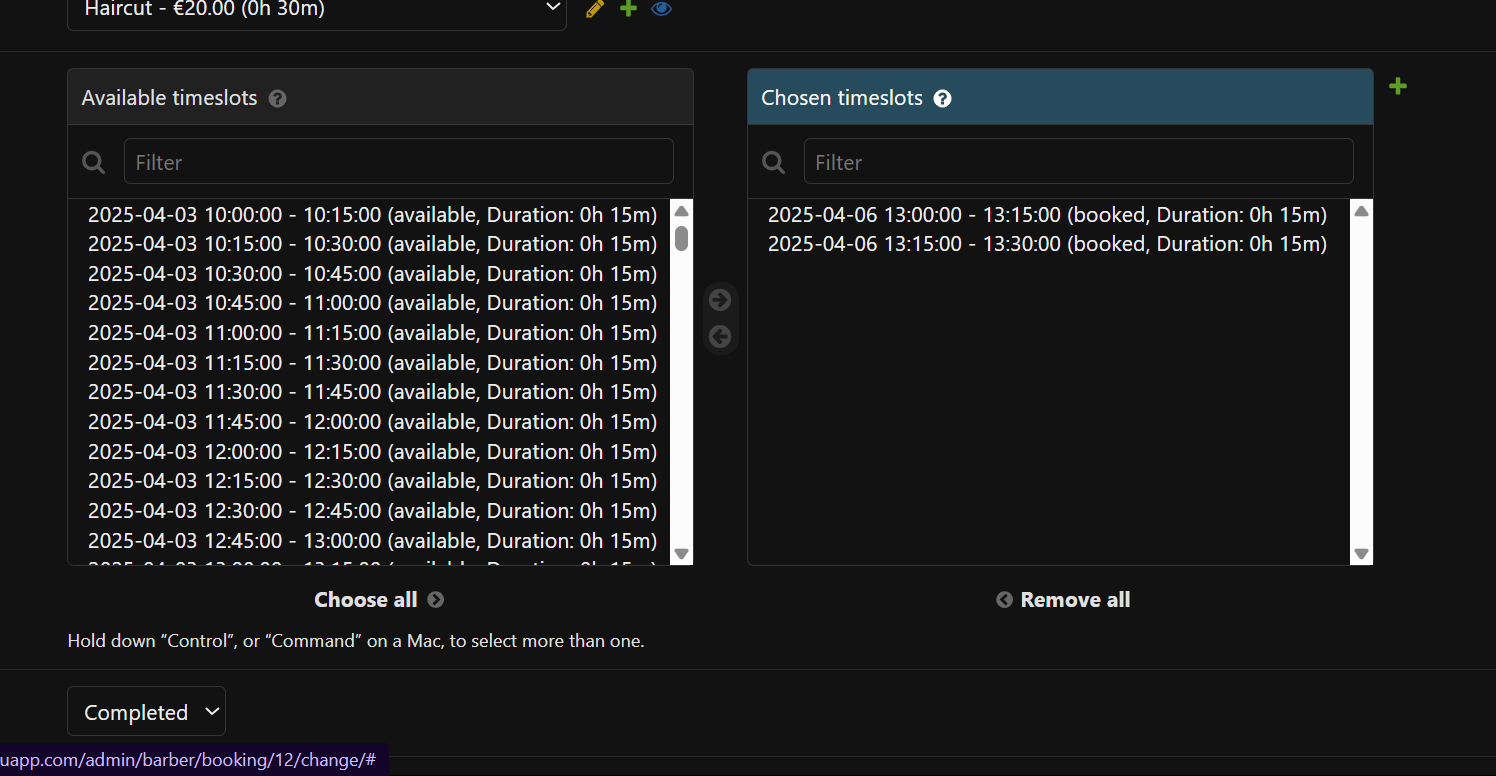 Haircut - €20.00 (0h 30m)
Available timeslots ?
Filter
2025-04-03 10:00:00 - 10:15:00 (available, Duration: 0h 15m)
2025-04-03 10:15:00 - 10:30:00 (available, Duration: 0h 15m)
2025-04-03 10:30:00 - 10:45:00 (available, Duration: 0h 15m)
2025-04-03 10:45:00 - 11:00:00 (available, Duration: 0h 15m)
2025-04-03 11:00:00 - 11:15:00 (available, Duration: 0h 15m)
2025-04-03 11:15:00 - 11:30:00 (available, Duration: 0h 15m)
2025-04-03 11:30:00 - 11:45:00 (available, Duration: 0h 15m)
2025-04-03 11:45:00 - 12:00:00 (available, Duration: 0h 15m)
2025-04-03 12:00:00 - 12:15:00 (available, Duration: 0h 15m)
2025-04-03 12:15:00 - 12:30:00 (available, Duration: 0h 15m)
2025-04-03 12:30:00 - 12:45:00 (available, Duration: 0h 15m)
2025-04-03 12:45:00 - 13:00:00 (available, Duration: 0h 15m)
Choose all
Chosen timeslots ?
Filter
2025-04-06 13:00:00 - 13:15:00 (booked, Duration: 0h 15m)
2025-04-06 13:15:00 - 13:30:00 (booked, Duration: 0h 15m)
Remove all
Hold down “Control”, or “Command” on a Mac, to select more than one.
Completed
uapp.com/admin/barber/booking/12/change/#